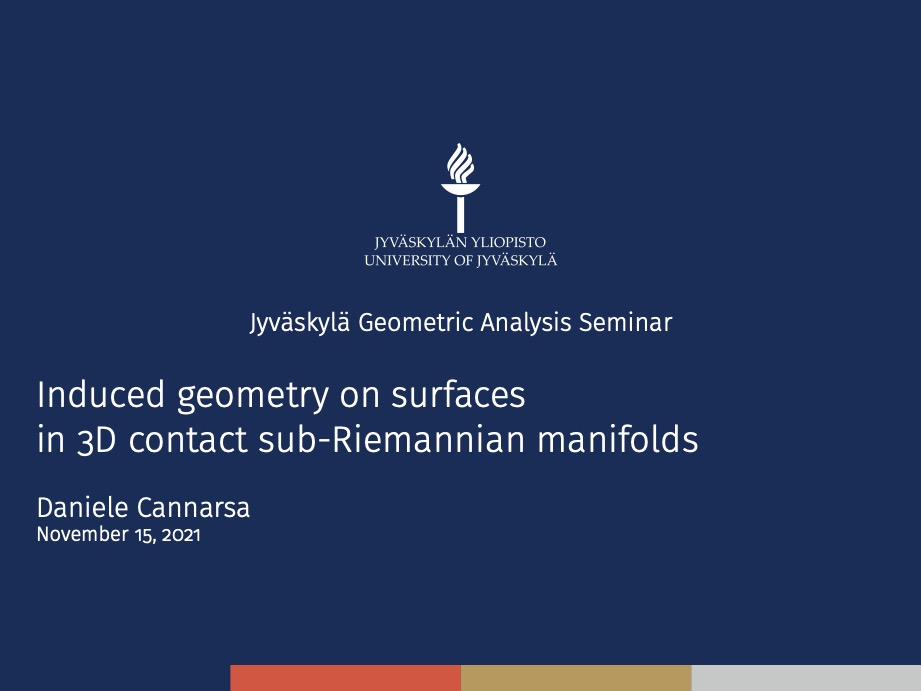 JYVÄSKYLÄN YLIOPISTO
UNIVERSITY OF JYVÄSKYLÄ
Jyväskylä Geometric Analysis Seminar
Induced geometry on surfaces
in 3D contact sub-Riemannian manifolds
Daniele Cannarsa
November 15, 2021